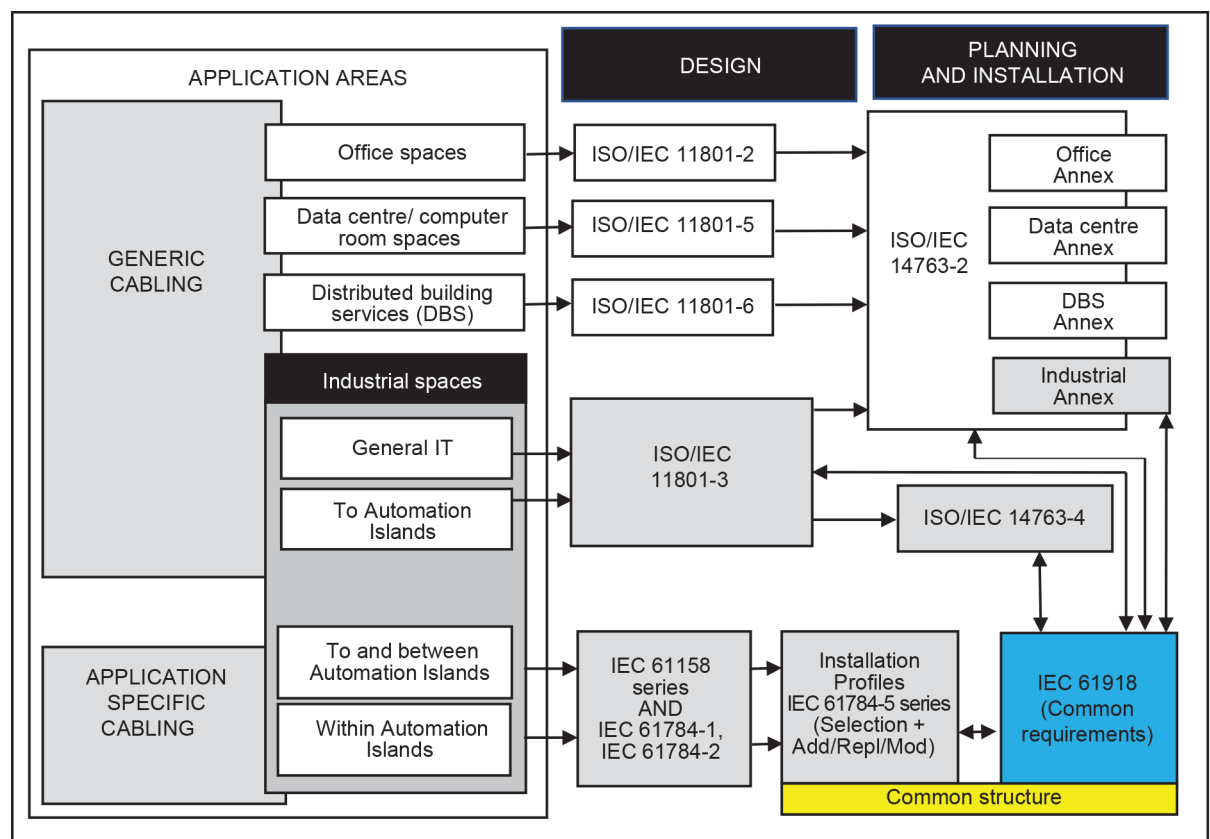 APPLICATION AREAS
DESIGN
PLANNING
AND INSTALLATION
GENERIC
CABLING
Office spaces
ISO/IEC 11801-2
Data centre/ computer
room spaces
ISO/IEC 11801-5
Distributed building
services (DBS)
ISO/IEC 11801-6
ISO/IEC
14763-2
Office
Annex
Data centre
Annex
DBS
Annex
Industrial
Annex
Industrial spaces
General IT
To Automation
Islands
ISO/IEC
11801-3
ISO/IEC 14763-4
APPLICATION
SPECIFIC
CABLING
To and between
Automation Islands
Within Automation
Islands
IEC 61158
series
AND
IEC 61784-1,
IEC 61784-2
Installation
Profiles
IEC 61784-5 series
(Selection +
Add/Repl/Mod)
IEC 61918
(Common
requirements)
Common structure